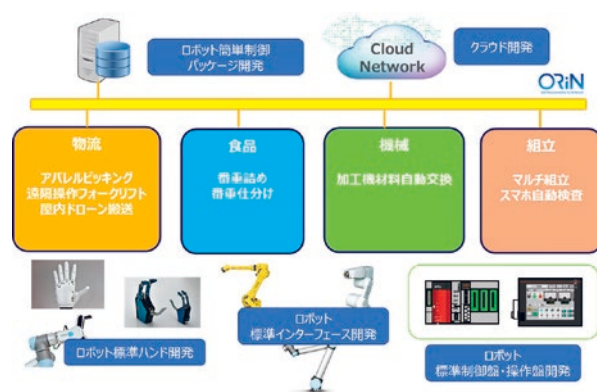 ロボット簡単制御
パッケージ開発
Cloud
Network
クラウド開発
ORiN
物流
アパレルピッキング
遠隔操作フォークリフト
屋内ドローン搬送
食品
番重詰め
番重仕分け
機械
加工機材料自動交換
組立
マルチ組立
スマホ自動検査
ロボット標準ハンド開発
ロボット
標準インターフェース開発
ロボット
標準制御盤・操作盤開発